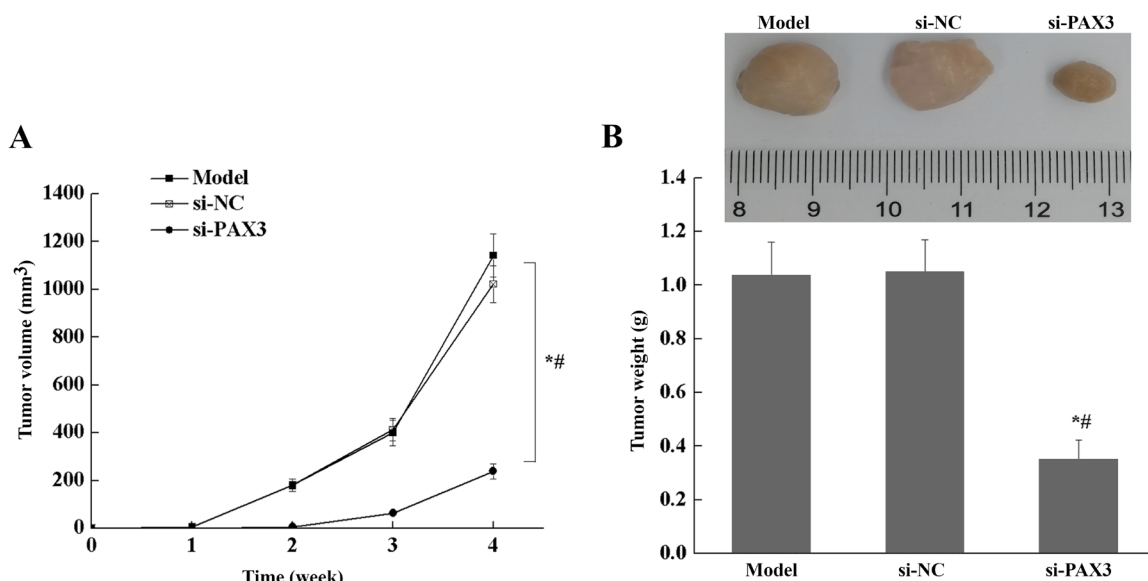 A
Model
si-NC
si-PAX3
Tumor volume (mm3)
1400
1200
1000
800
600
400
200
0
0 1 2 3 4
Time (week)
*#
B
Model si-NC si-PAX3
8 9 10 11 12 13
Tumor weight (g)
1.4
1.2
1.0
0.8
0.6
0.4
0.2
0.0
*#
Model si-NC si-PAX3